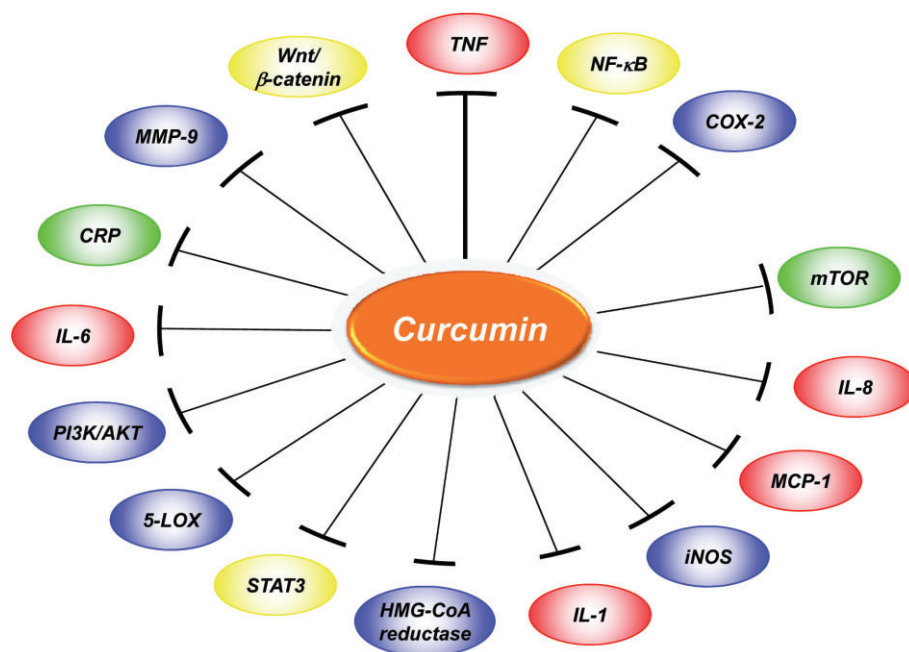 TNF
Wnt/
β-catenin
NF-κB
COX-2
MMP-9
CRP
mTOR
Curcumin
IL-6
IL-8
PI3K/AKT
MCP-1
5-LOX
iNOS
STAT3
HMG-CoA
reductase
IL-1